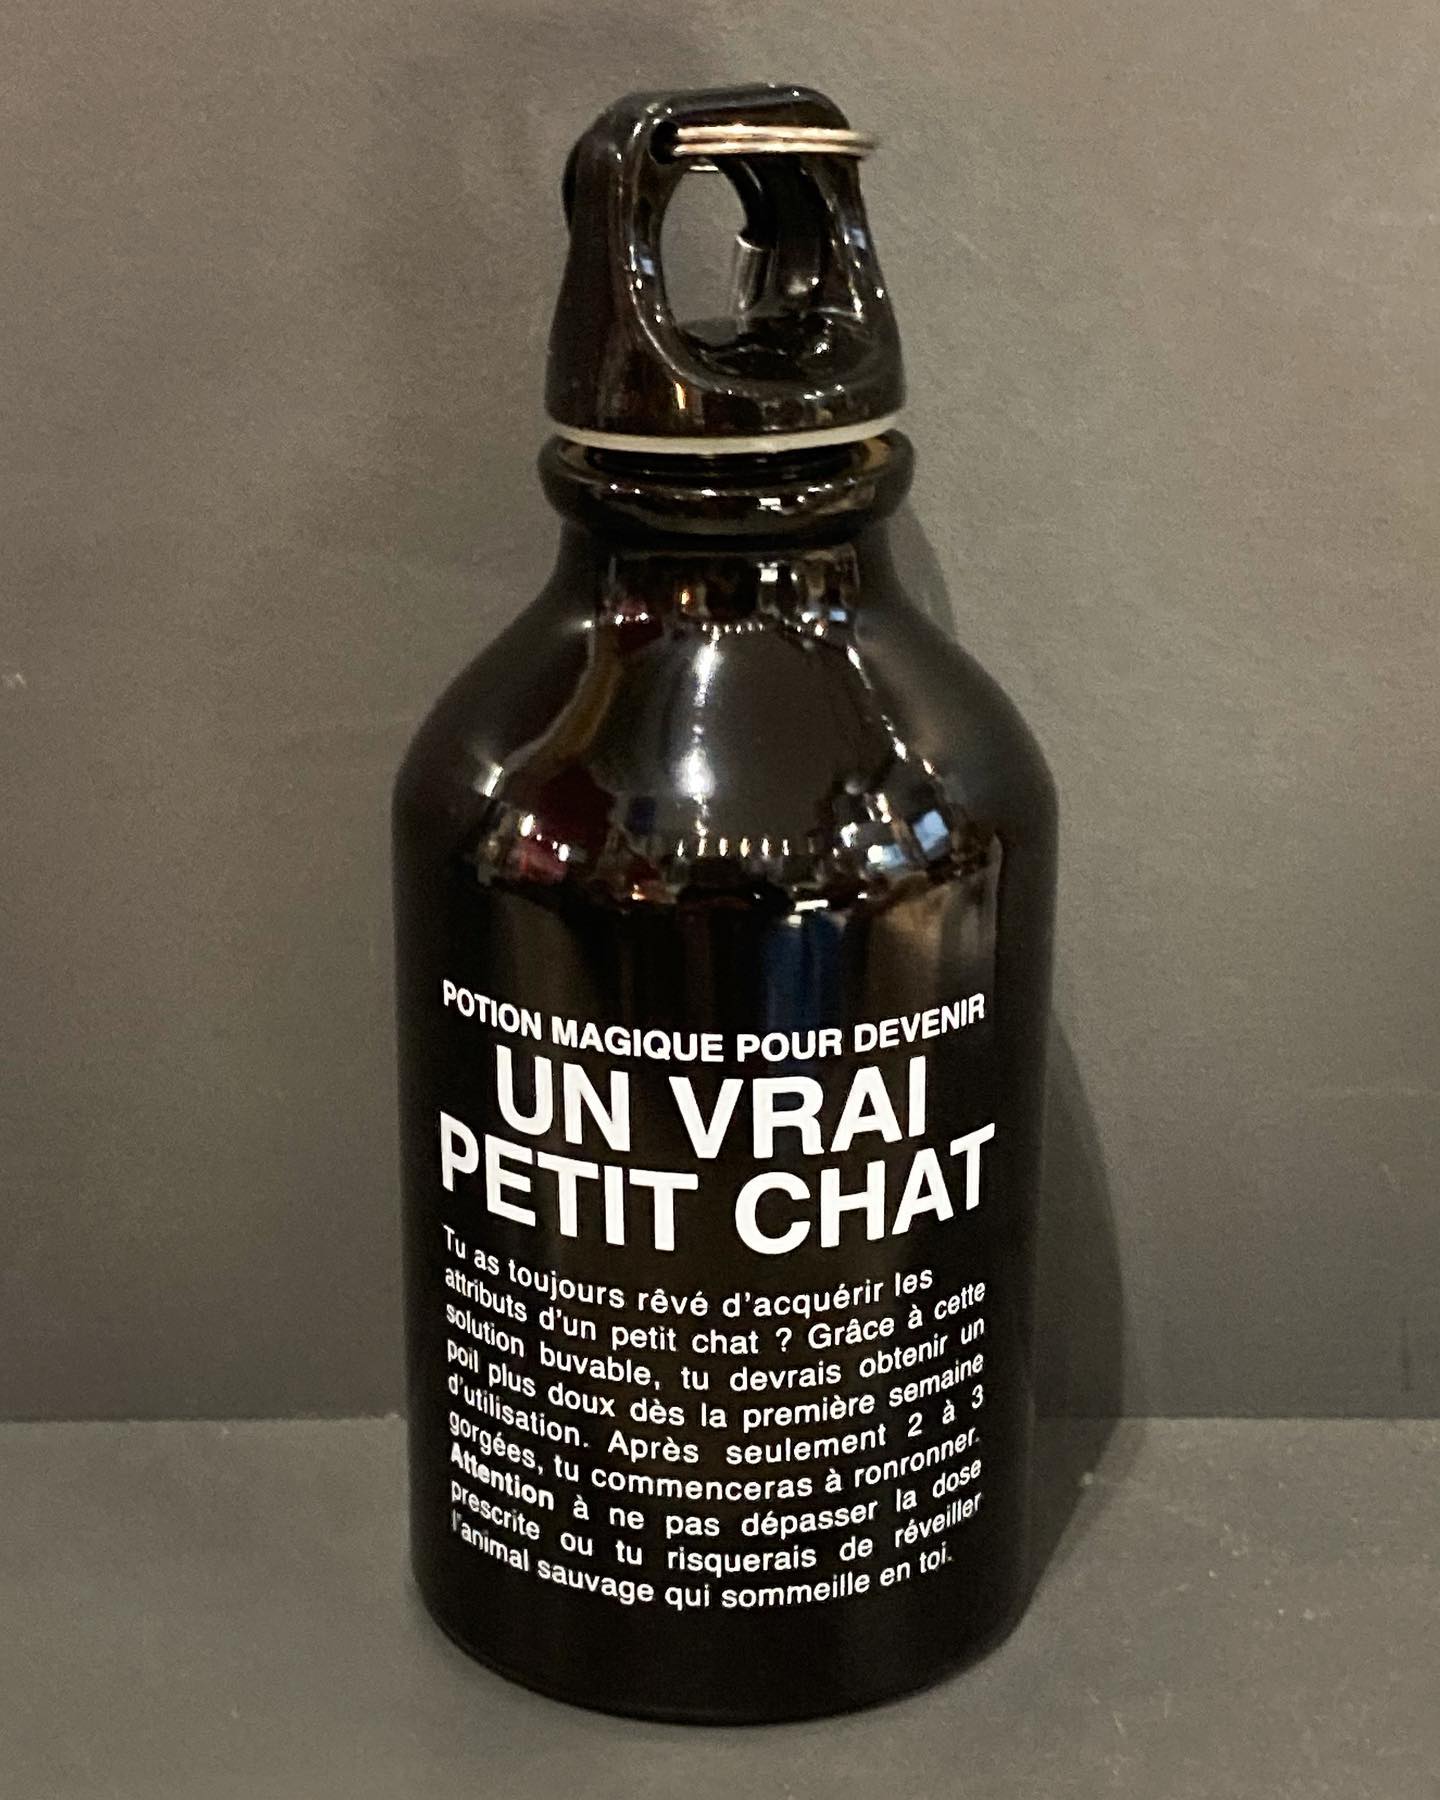 POTION MAGIQUE POUR DEVENIR
UN VRAI
PETIT CHAT
Tu as toujours rêvé d'acquérir les
attributs d'un petit chat ? Grâce à cette
solution buvable, tu devrais obtenir un
poil plus doux dès la première semaine
d'utilisation. Après seulement 2 à 3
gorgées, tu commenceras à ronronner.
Attention à ne pas dépasser la dose
prescrite ou tu risquerais de réveiller
l'animal sauvage qui sommeille en toi.